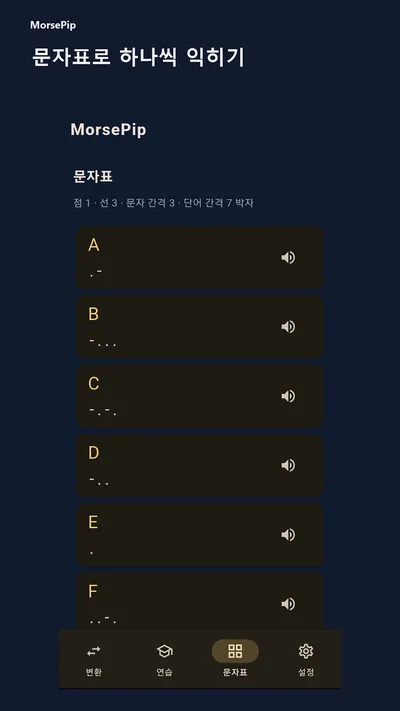 MorsePip
문자표로 하나씩 익히기
MorsePip
문자표
점 1 · 선 3 · 문자 간격 3 · 단어 간격 7 박자
A
.-
B
-...
C
-.-.
D
-..
E
.
F
..-.
변환 연습 문자표 설정